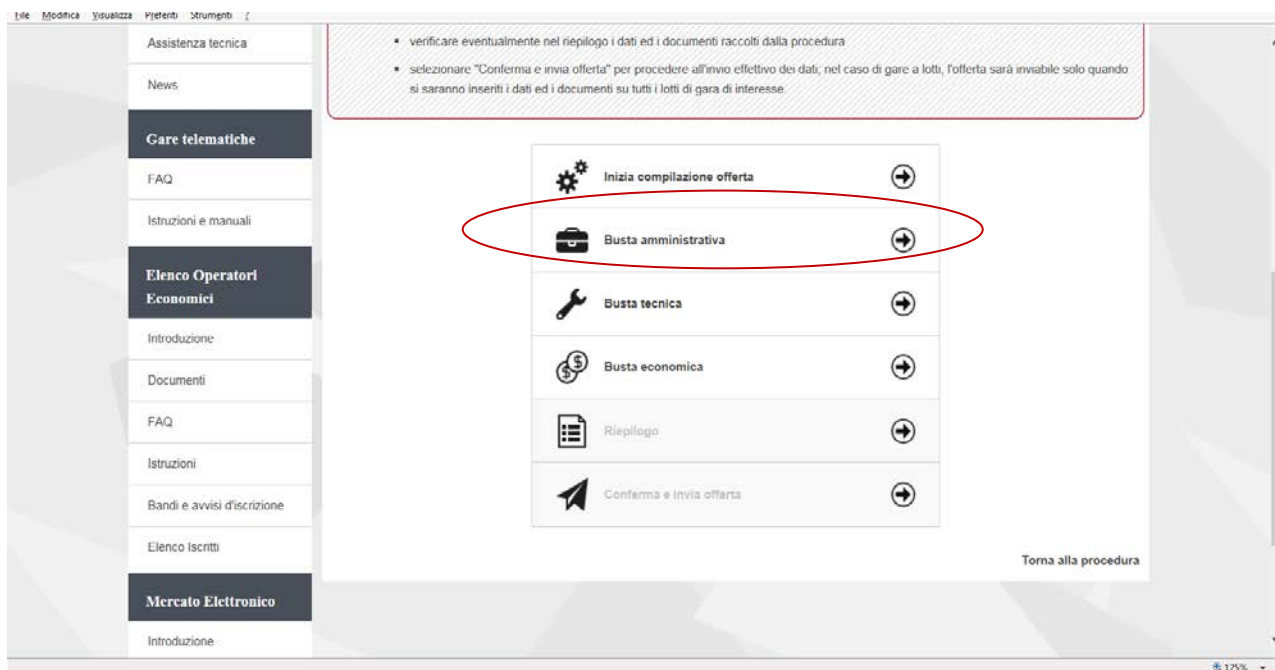 File Modifica Visualizza Preferiti Strumenti ?
Assistenza tecnica
News
Gare telematiche
FAQ
Istruzioni e manuali
Elenco Operatori
Economici
Introduzione
Documenti
FAQ
Istruzioni
Bandi e avvisi d'iscrizione
Elenco Iscritti
Mercato Elettronico
Introduzione
verificare eventualmente nel riepilogo i dati ed i documenti raccolti dalla procedura
selezionare "Conferma e invia offerta" per procedere all'invio effettivo dei dati; nel caso di gare a lotti, l'offerta sarà inviabile solo quando
si saranno inseriti i dati ed i documenti su tutti i lotti di gara di interesse.
Inizia compilazione offerta
Busta amministrativa
Busta tecnica
Busta economica
Riepilogo
Conferma e invia offerta
Torna alla procedura
125%